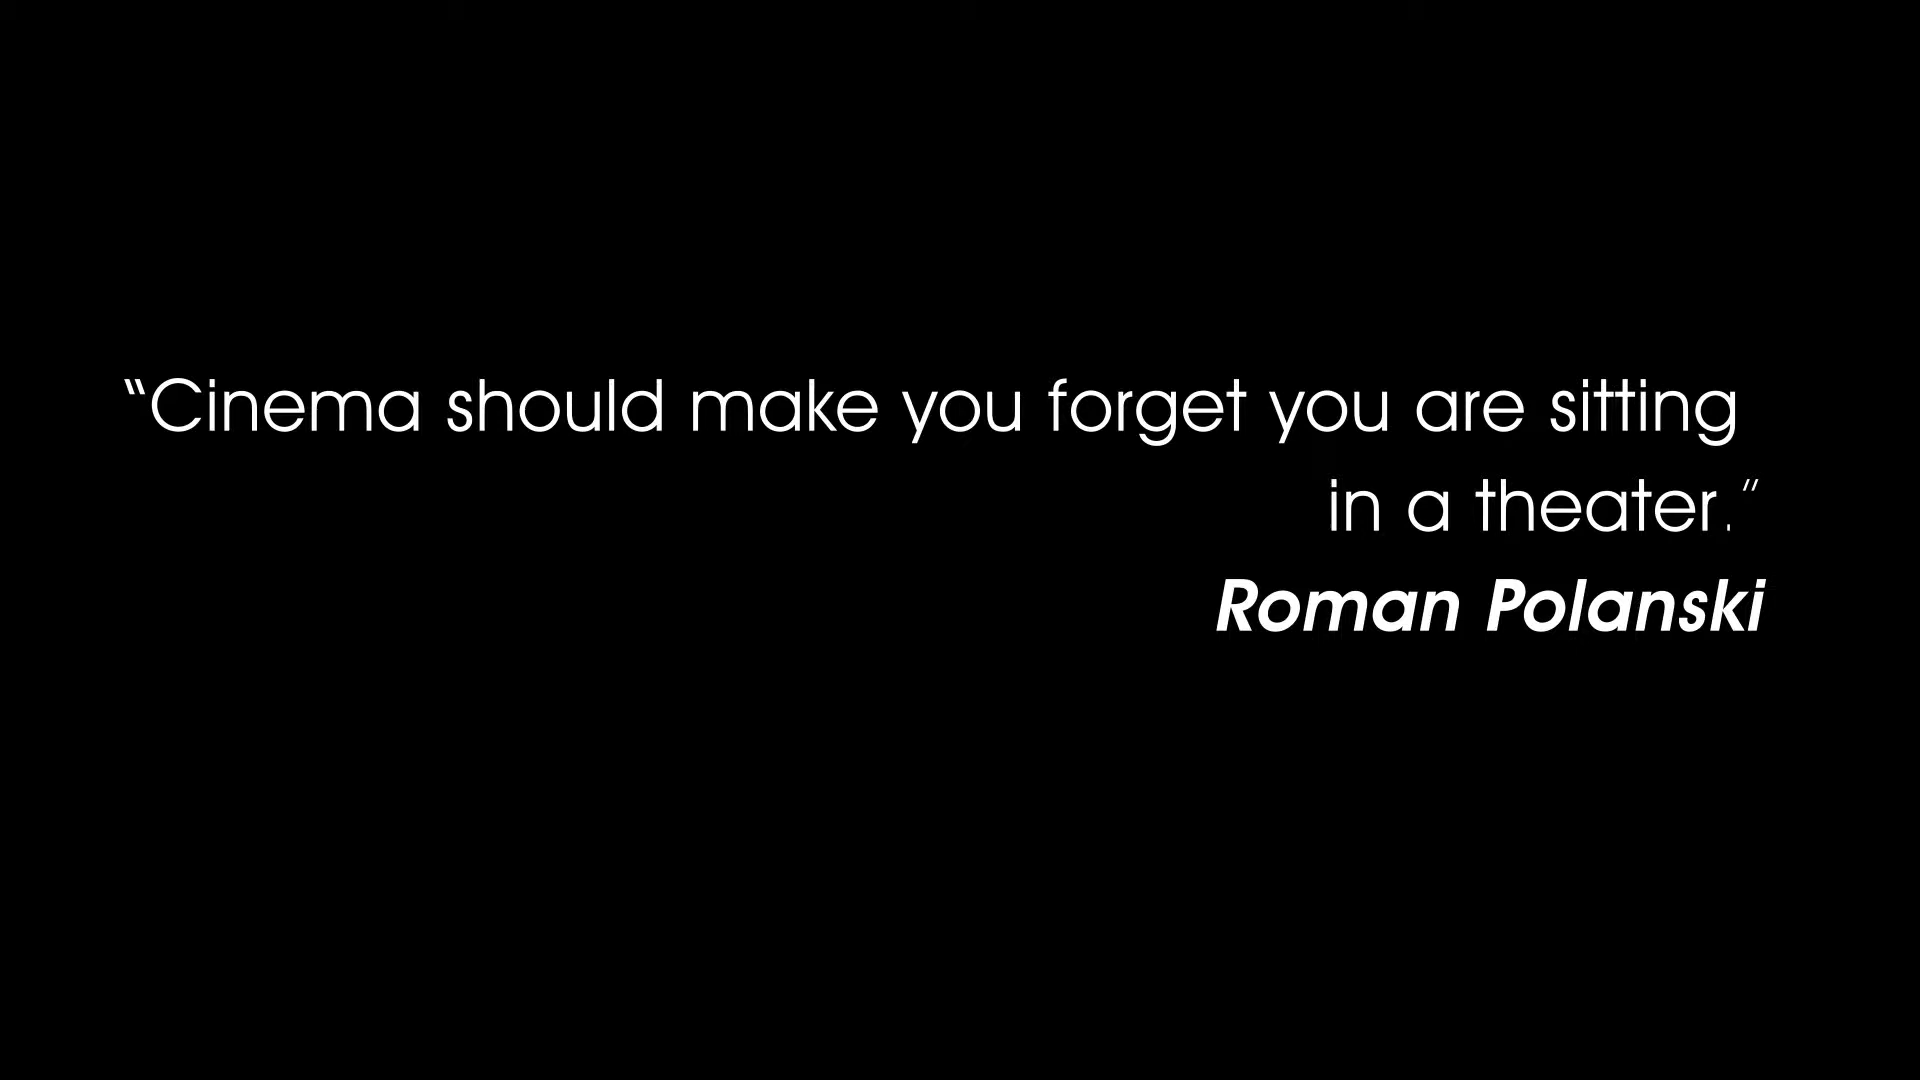 “Cinema should make you forget you are sitting
in a theater.”
Roman Polanski